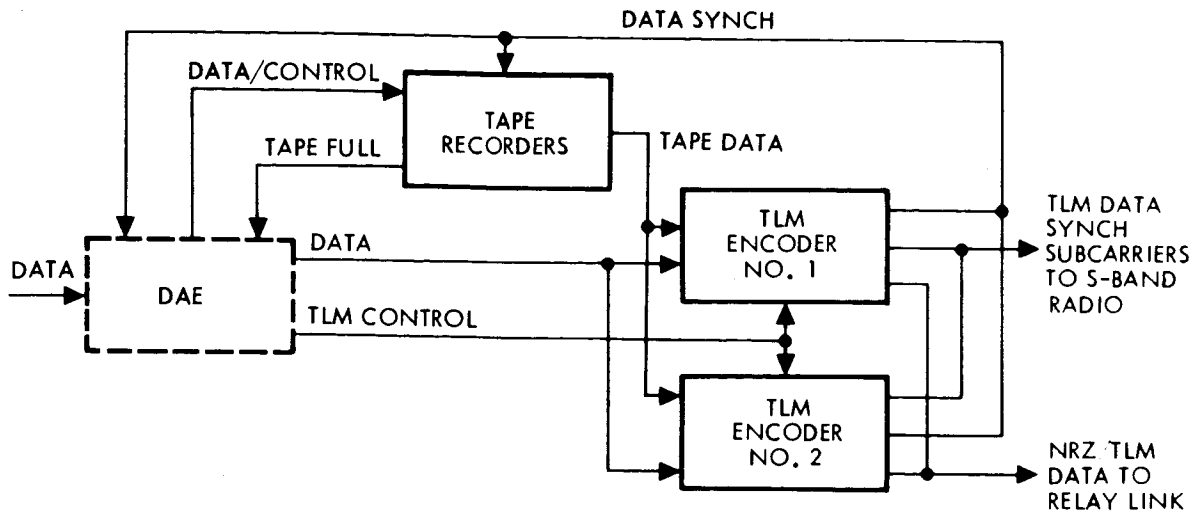 DATA SYNCH
DATA/CONTROL
TAPE
RECORDERS
TAPE FULL
TAPE DATA
DATA
DAE
DATA
TLM CONTROL
TLM
ENCODER
NO. 1
TLM DATA
SYNCH
SUBCARRIERS
TO S-BAND
RADIO
TLM
ENCODER
NO. 2
NRZ TLM
DATA TO
RELAY LINK